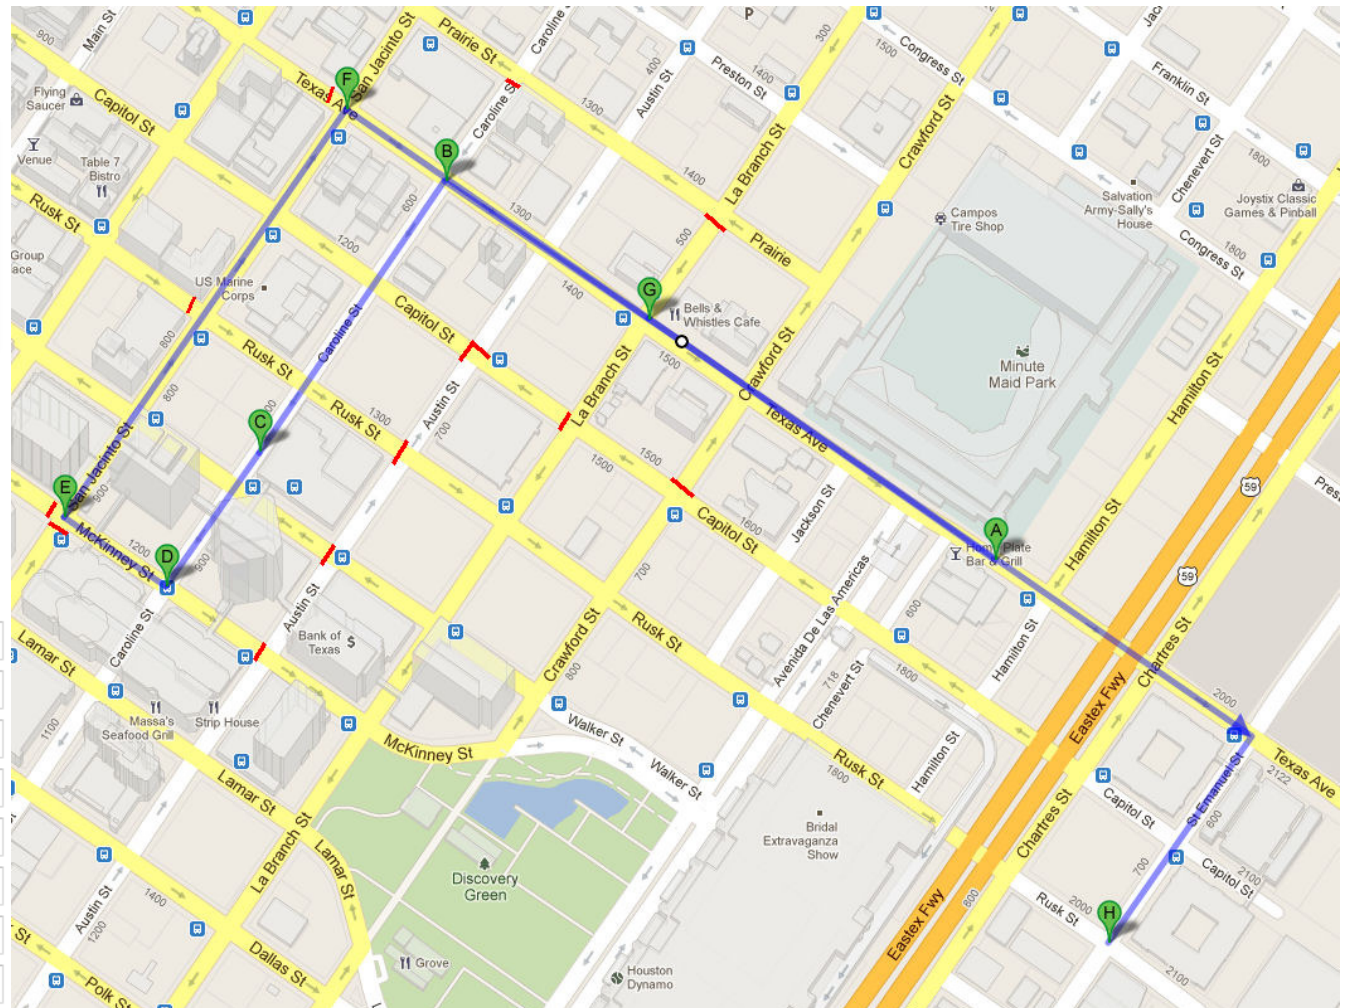 900
Main St
San Jacinto St
Prairie St
Caroline St
400
Austin St
P
300
1500
Congress St
Franklin St
Texas Ave
F
Flying
Saucer
Capitol St
Caroline St
Preston St
1400
1300
La Branch St
Crawford St
Chenevert St
1800
Venue
Table 7
Bistro
B
600
1300
1400
Salvation
Army-Sally's
House
Joystix Classic
Games & Pinball
Rusk St
1200
500
Prairie
Campos
Tire Shop
Congress St
1800
Group
US Marine
Corps
1400
G
Bells &
Whistles Cafe
Capitol St
800
Caroline St
Rusk St
1500
Crawford St
Minute
Maid Park
Hamilton St
800
Rusk St
1300
Austin St
700
La Branch St
Texas Ave
C
San Jacinto St
900
1500
1500
59
E
McKinney St
1200
D
900
Capitol St
1600
Jackson St
A
Home Plate
Bar & Grill
Hamilton St
59
700
Avenida De Las Americas
600
Lamar St
Caroline St
Austin St
Bank of
Texas
$
Crawford St
800
Rusk St
Chenevert St
718
1800
Hamilton St
Chartres St
Eastex Fwy
2000
1100
Massa's
Seafood Grill
Strip House
McKinney St
Walker St
Walker St
Rusk St
1800
Hamilton St
Texas Ave
2122
St Emanuel St
600
Capitol St
Lamar St
La Branch St
Lamar St
Bridal
Extravaganza
Show
Chartres St
700
2100
Capitol St
Discovery
Green
1400
Austin St
1200
Eastex Fwy
800
Rusk St
2000
H
2100
Dallas St
Polk St
Grove
Houston
Dynamo